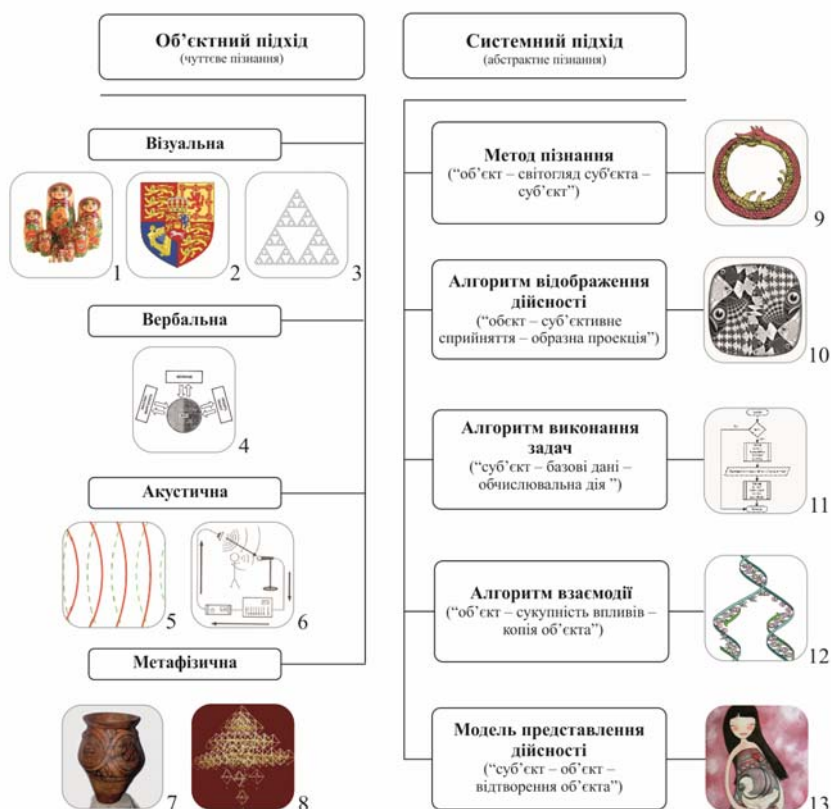 Об’єктний підхід
(чуттєве пізнання)
Візуальна
1
2
3
Вербальна
4
Акустична
5
6
Метафізична
7
8
Системний підхід
(абстрактне пізнання)
Метод пізнання
(“об’єкт – світогляд суб'єкта –
суб’єкт”)
9
Алгоритм відображення
дійсності
(“обєкт – суб’єктивне
сприйняття – образна проекція”)
10
Алгоритм виконання
задач
(“суб’єкт – базові дані –
обчислювальна дія ”)
11
Алгоритм взаємодії
(“об’єкт – сукупність впливів –
копія об’єкта”)
12
Модель представлення
дійсності
(“суб’єкт – об’єкт –
відтворення об’єкта”)
13